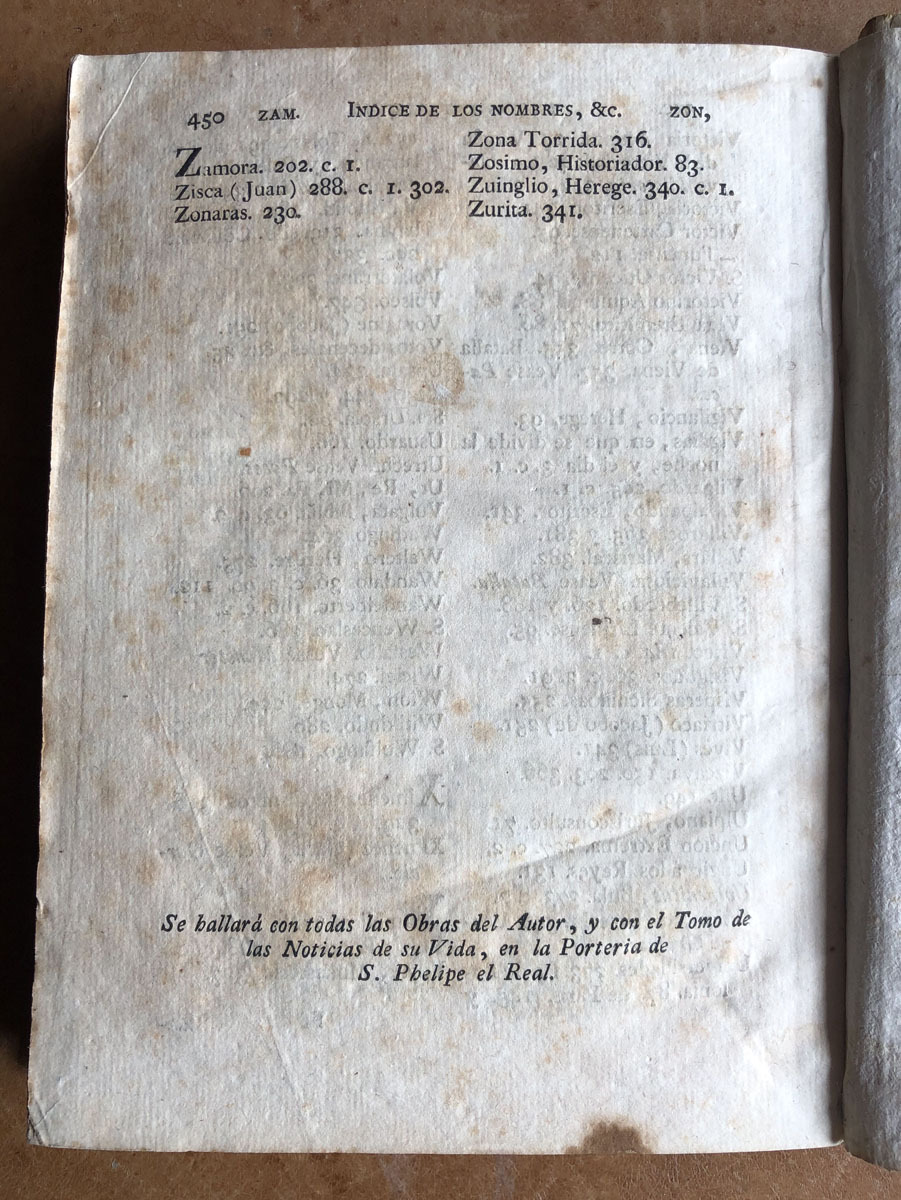 450 ZAM. INDICE DE LOS NOMBRES, &c. ZON,
Zamora. 202. c. 1.
Zisca (Juan) 288. c. 1. 302.
Zonaras. 230.
Zona Torrida. 316.
Zosimo, Historiador. 83.
Zuinglio, Herege. 340. c. 1.
Zurita. 341.
Se hallará con todas las Obras del Autor, y con el Tomo de
las Noticias de su Vida, en la Porteria de
S. Phelipe el Real.